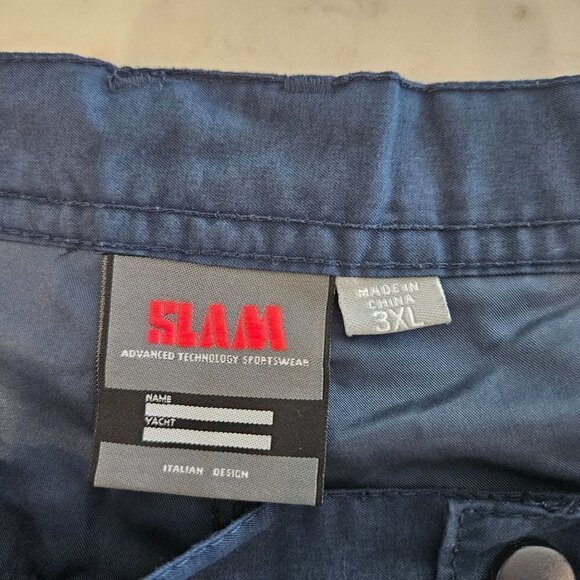 SLAM
ADVANCED TECHNOLOGY SPORTSWEAR
NAME
YACHT
ITALIAN DESIGN
MADE IN
CHINA
3XL